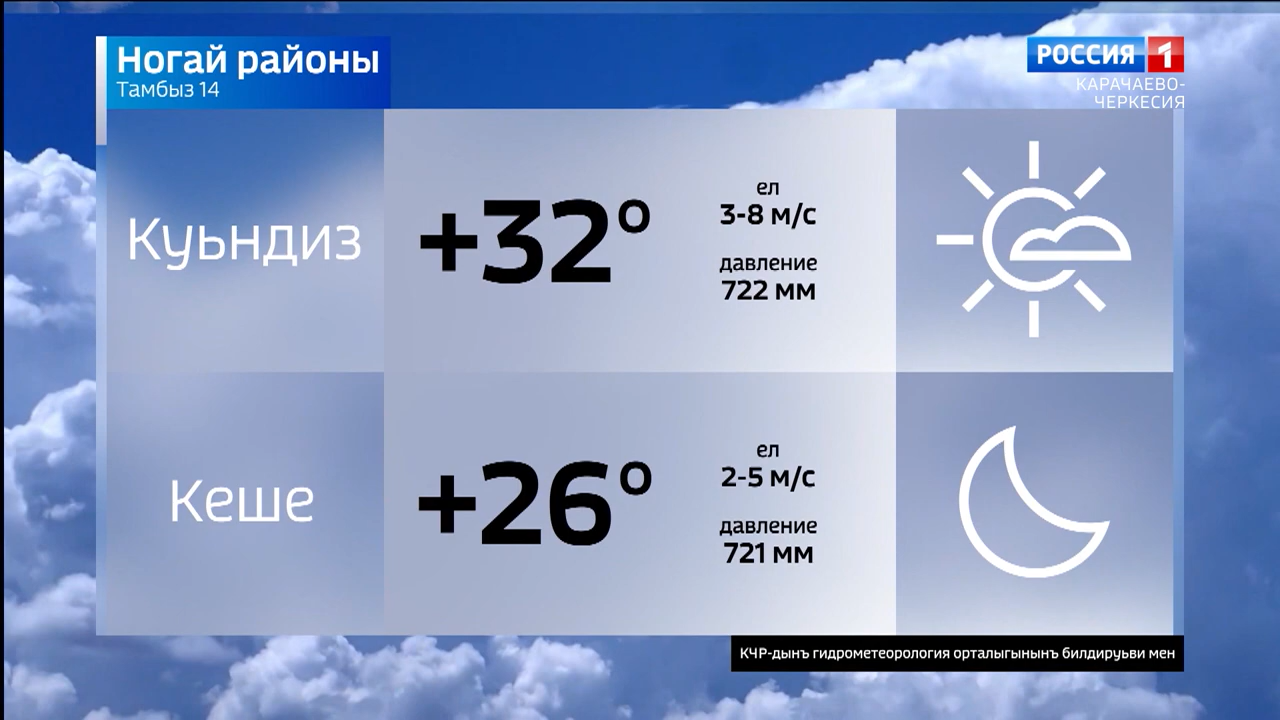 Ногай районы
Тамбыз 14
РОССИЯ 1
КАРАЧАЕВО-
ЧЕРКЕСИЯ
Куьндиз
+32°
ел
3-8 м/с
давление
722 мм
Кеше
+26°
ел
2-5 м/с
давление
721 мм
КЧР-дынъ гидрометеорология орталыгынынъ билдируьви мен